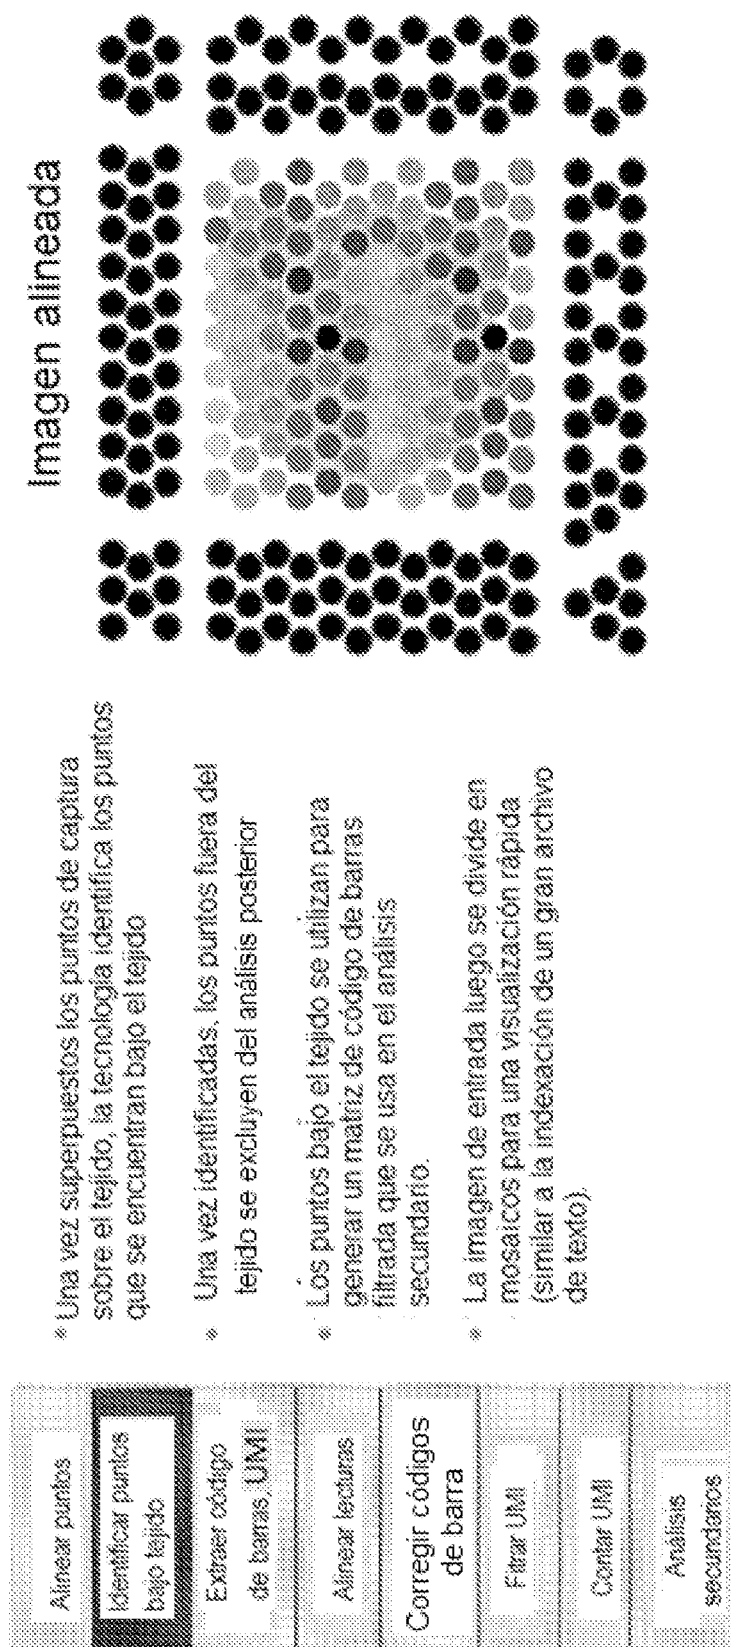 Alinear puntos
Identificar puntos
bajo tejido
Extraer código
de barras, UMI
Alinear lecturas
Corregir códigos
de barra
Filtrar UMI
Contar UMI
Análisis
secundarios
• Una vez superpuestos los puntos de captura
sobre el tejido, la tecnología identifica los puntos
que se encuentran bajo el tejido
• Una vez identificadas, los puntos fuera del
tejido se excluyen del análisis posterior
• Los puntos bajo el tejido se utilizan para
generar un matriz de código de barras
filtrada que se usa en el análisis
secundario.
• La imagen de entrada luego se divide en
mosaicos para una visualización rápida
(similar a la indexación de un gran archivo
de texto).
Imagen alineada